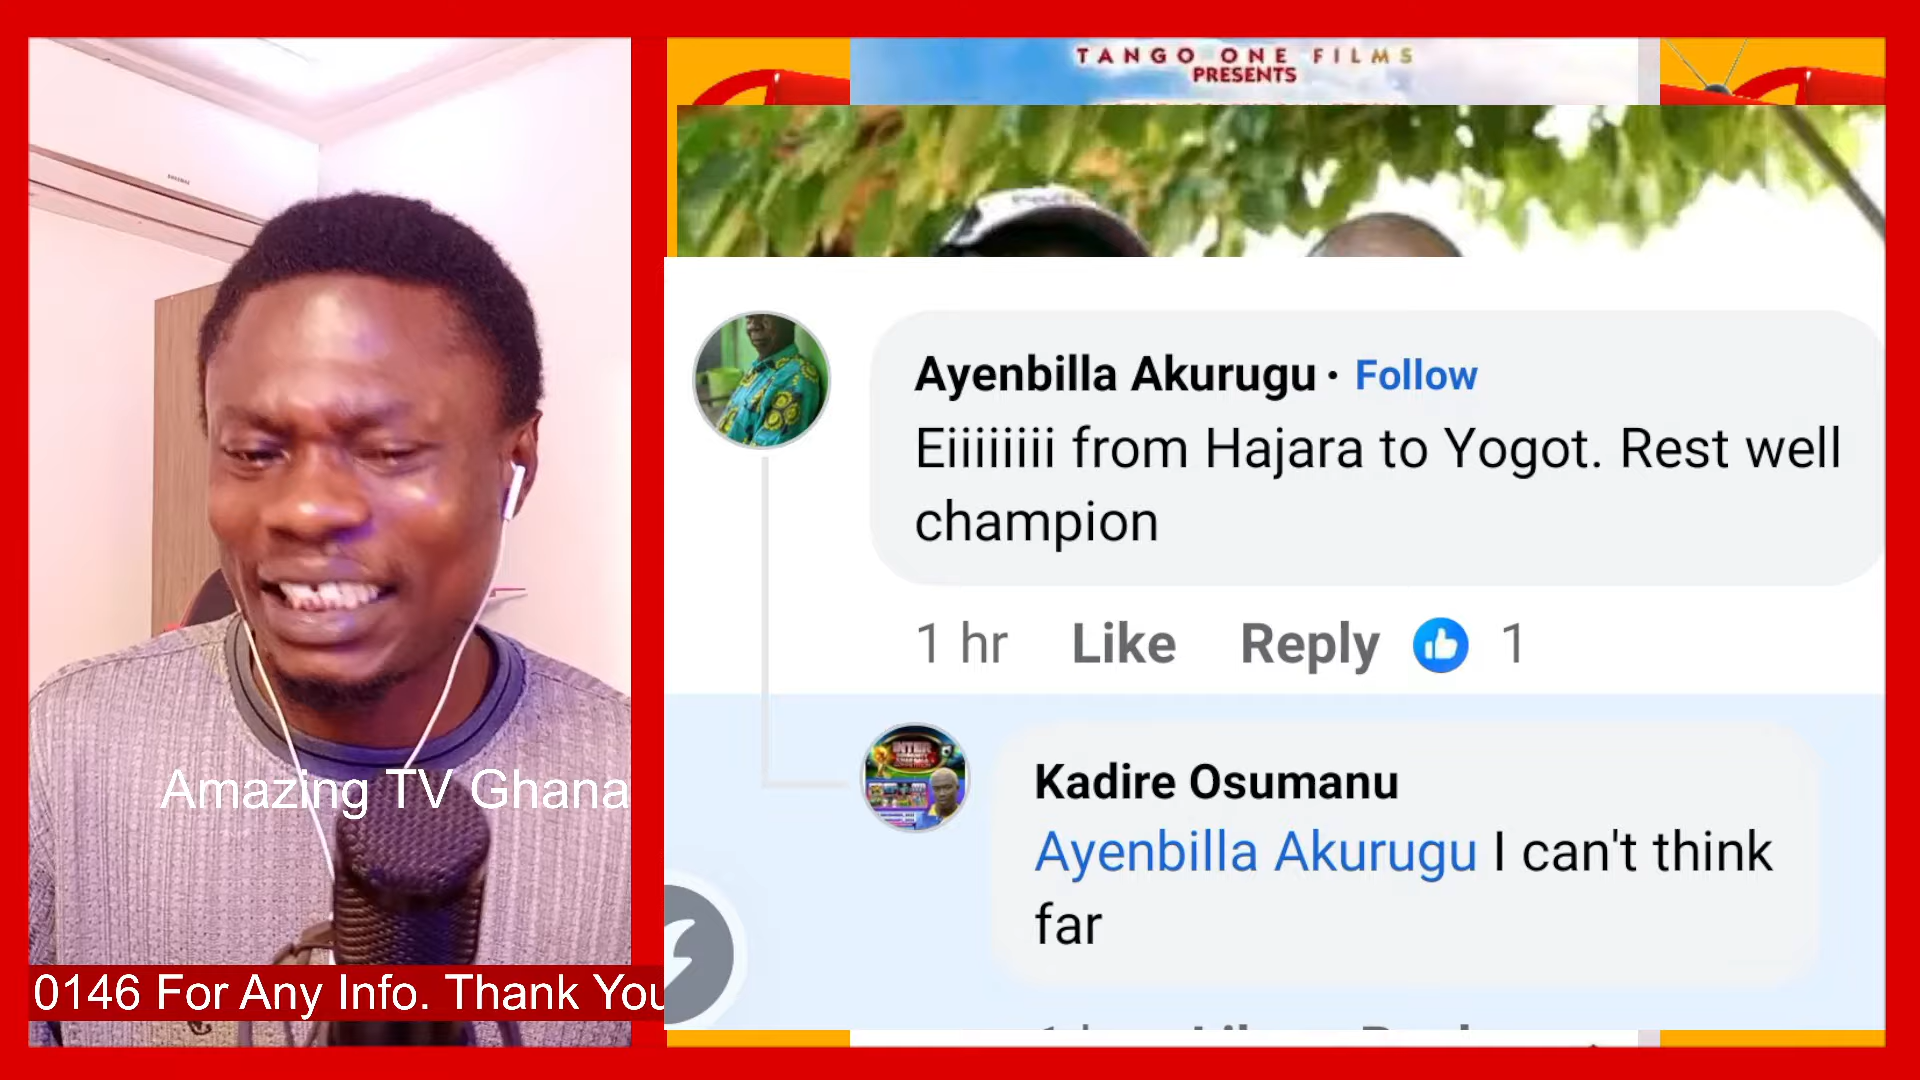 TANGO ONE FILMS
PRESENTS
Ayenbilla Akurugu · Follow
Eiiiiiiii from Hajara to Yogot. Rest well
champion
1 hr Like Reply 1
Kadire Osumanu
Ayenbilla Akurugu I can't think
far
Amazing TV Ghana
0146 For Any Info. Thank You